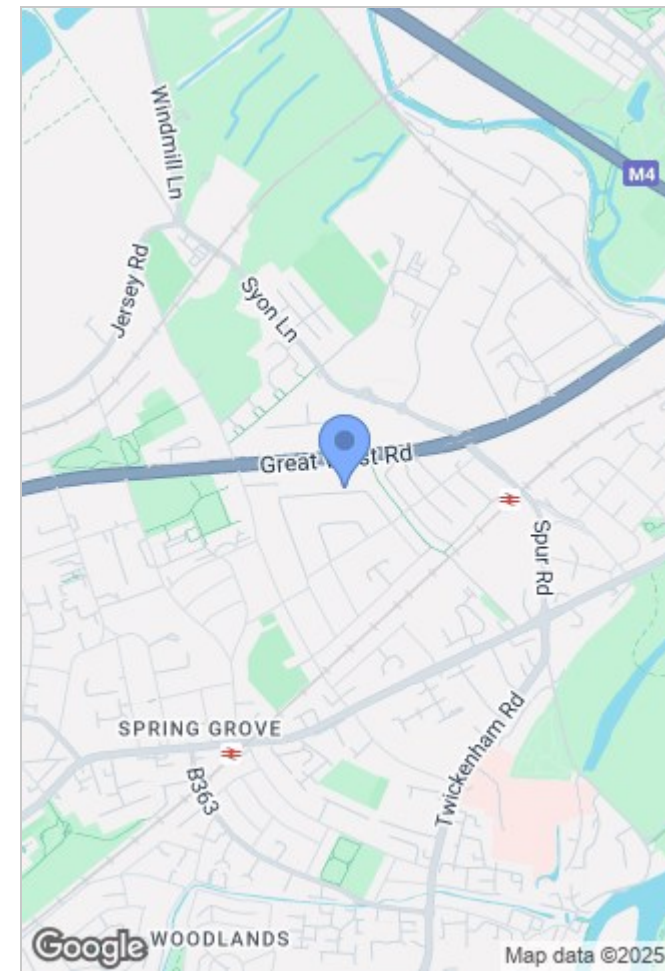 Windmill Ln
M4
Jersey Rd
Syon Ln
Great West Rd
Spur Rd
SPRING GROVE
Twickenham Rd
B363
WOODLANDS
Google
Map data ©2025